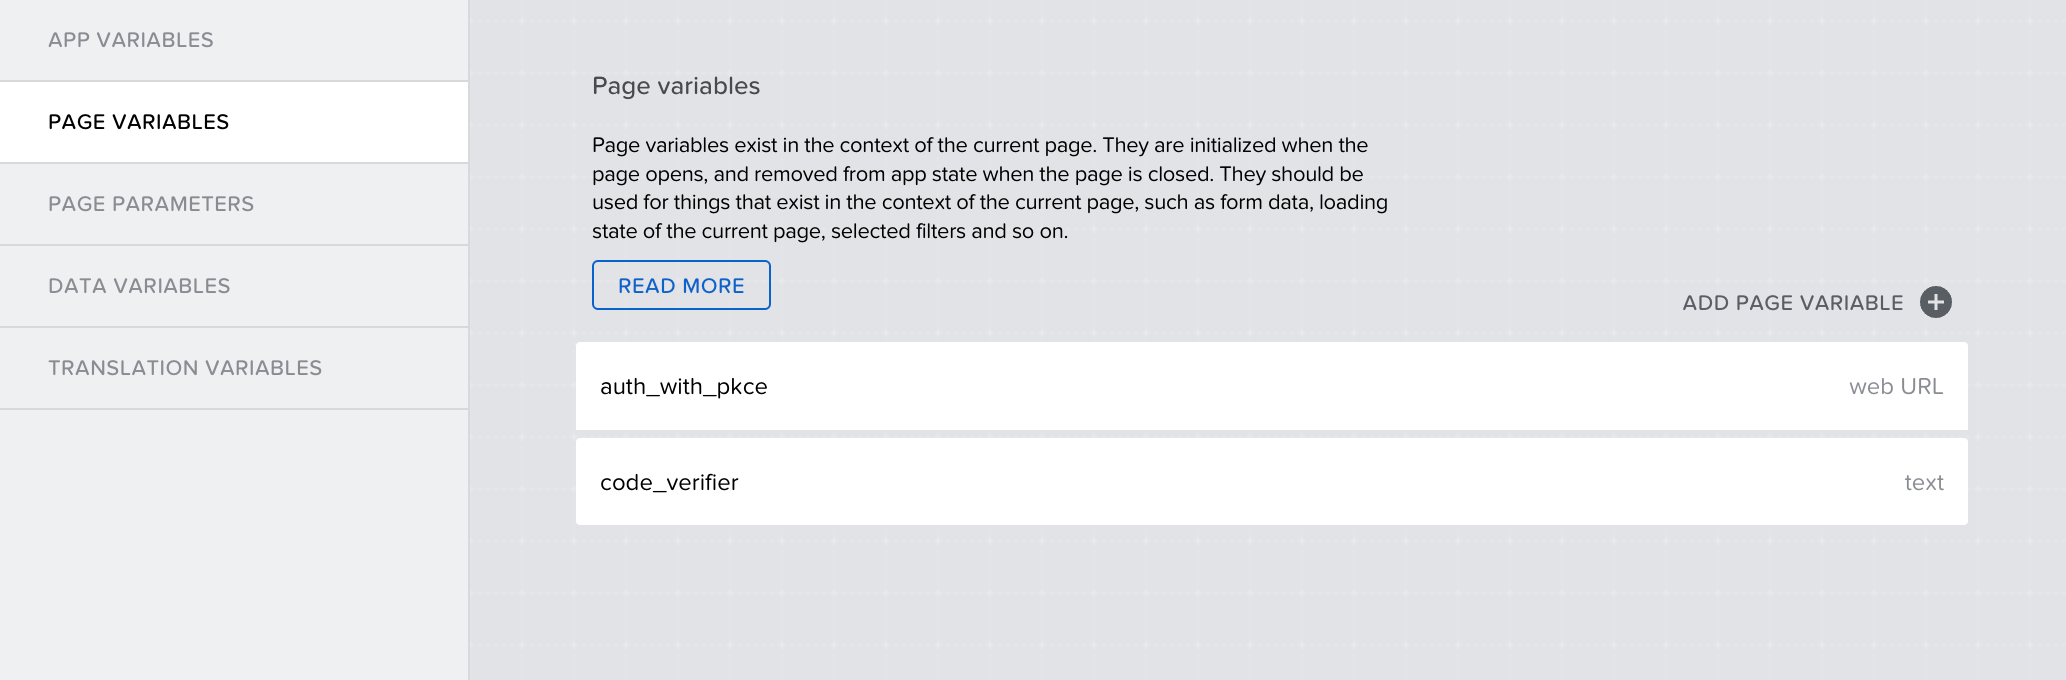 APP VARIABLES
PAGE VARIABLES
PAGE PARAMETERS
DATA VARIABLES
TRANSLATION VARIABLES
Page variables
Page variables exist in the context of the current page. They are initialized when the
page opens, and removed from app state when the page is closed. They should be
used for things that exist in the context of the current page, such as form data, loading
state of the current page, selected filters and so on.
READ MORE
ADD PAGE VARIABLE
auth_with_pkce web URL
code_verifier text